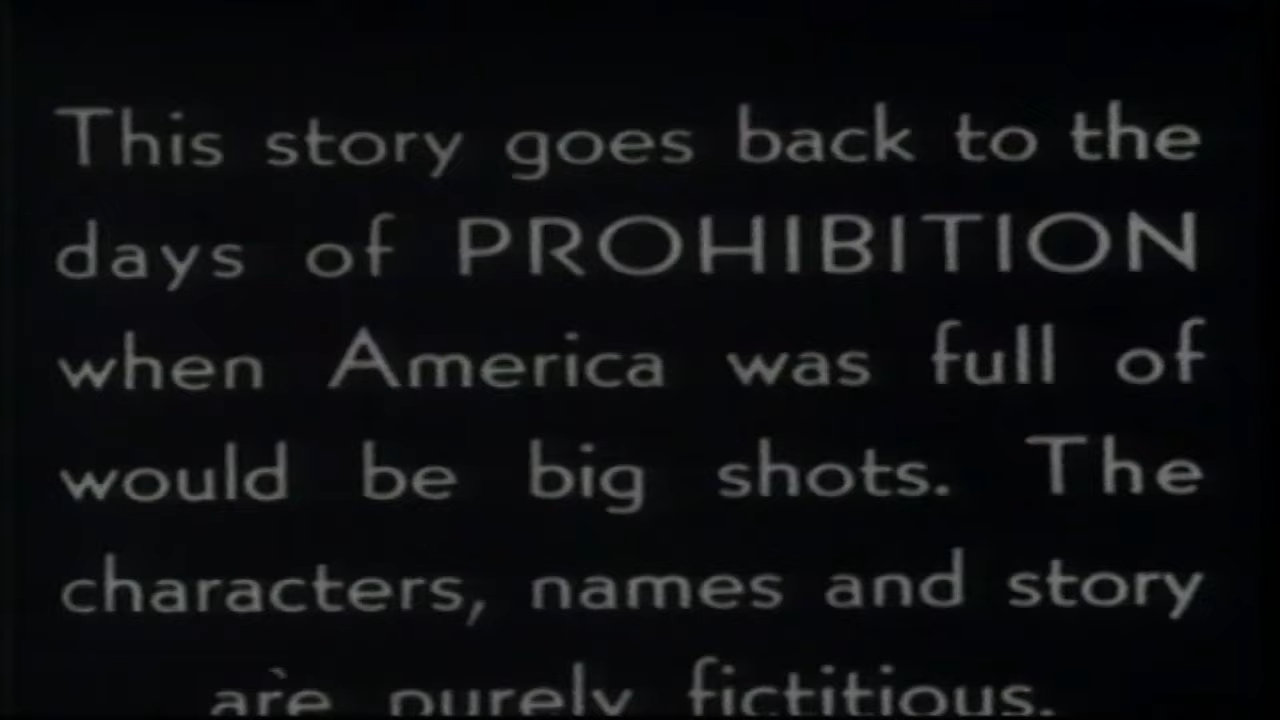 This story goes back to the
days of PROHIBITION
when America was full of
would be big shots. The
characters, names and story
are purely fictitious.